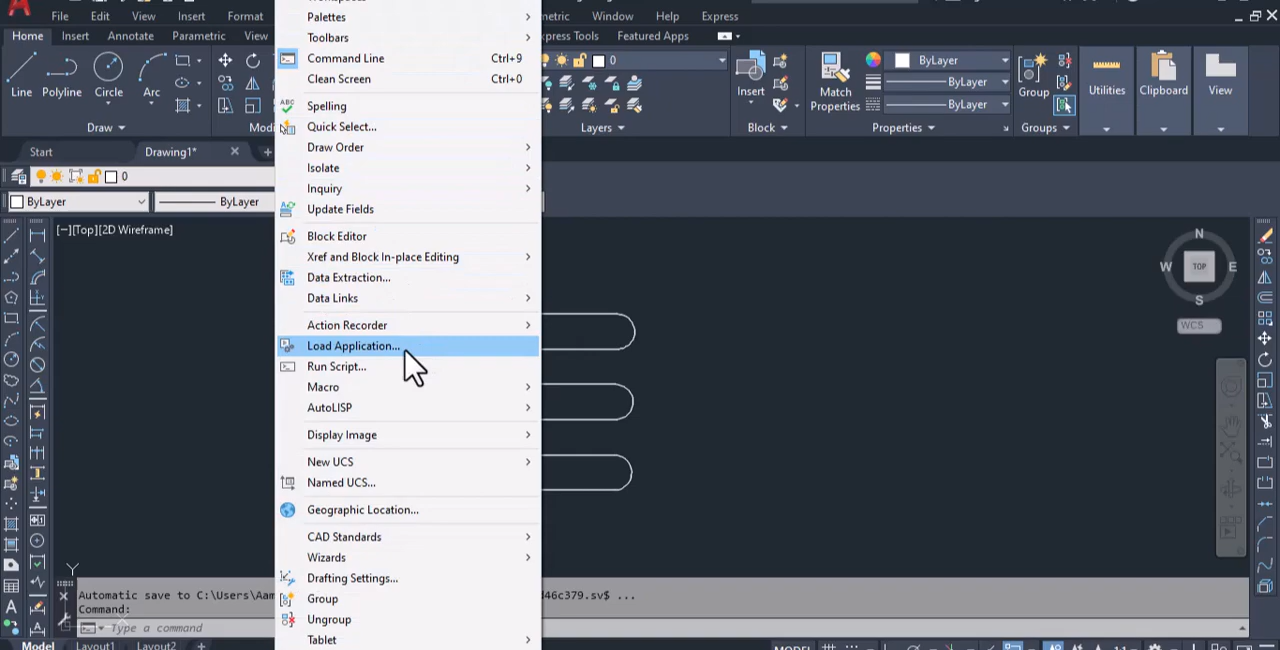 File Edit View Insert Format Window Help Express
Home Insert Annotate Parametric View Featured Apps
Palettes
Toolbars
Command Line Ctrl+9
Clean Screen Ctrl+0
Spelling
Quick Select...
Draw Order
Isolate
Inquiry
Update Fields
Block Editor
Xref and Block In-place Editing
Data Extraction...
Data Links
Action Recorder
Load Application...
Run Script...
Macro
AutoLISP
Display Image
New UCS
Named UCS...
Geographic Location...
CAD Standards
Wizards
Drafting Settings...
Group
Ungroup
Tablet
Line Polyline Circle Arc
Draw
0
Layers
Insert
Block
Match
Properties
ByLayer
ByLayer
ByLayer
Properties
Group
Groups
Utilities
Clipboard
View
Start Drawing1*
0
ByLayer ByLayer
[−][Top][2D Wireframe]
N
W TOP E
S
WCS
Y
Automatic save to
Command:
Type a command
Model Layout1 Layout2
MODEL 1:1